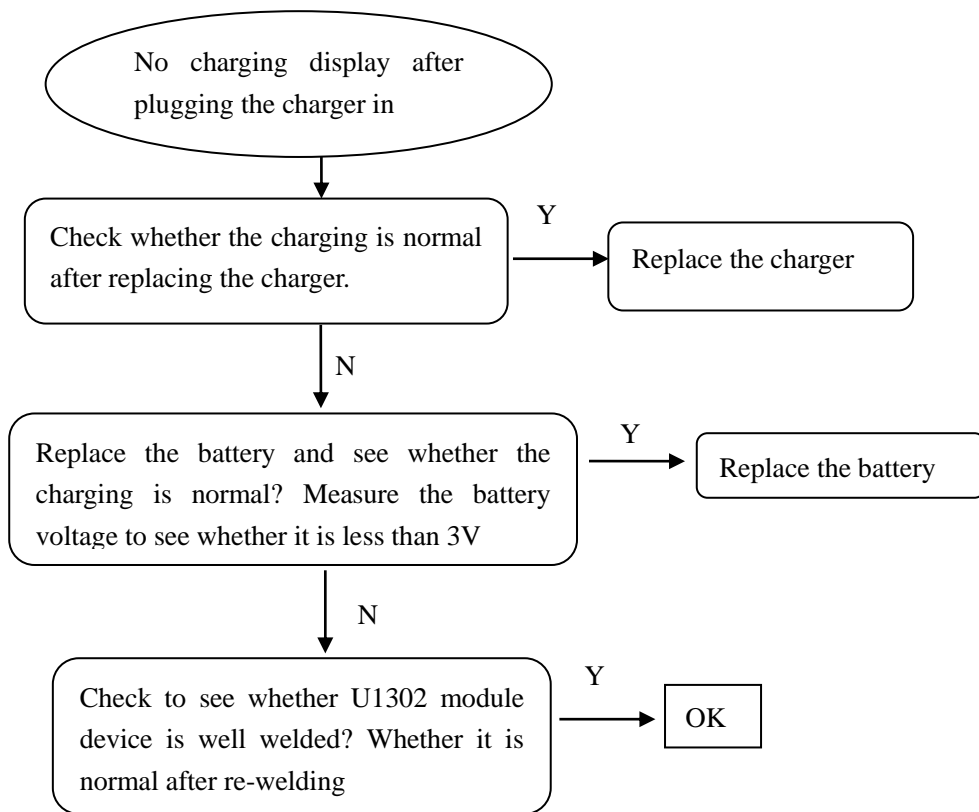 No charging display after
plugging the charger in
Check whether the charging is normal
after replacing the charger.
Y
Replace the charger
N
Replace the battery and see whether the
charging is normal? Measure the battery
voltage to see whether it is less than 3V
Y
Replace the battery
N
Check to see whether U1302 module
device is well welded? Whether it is
normal after re-welding
Y
OK